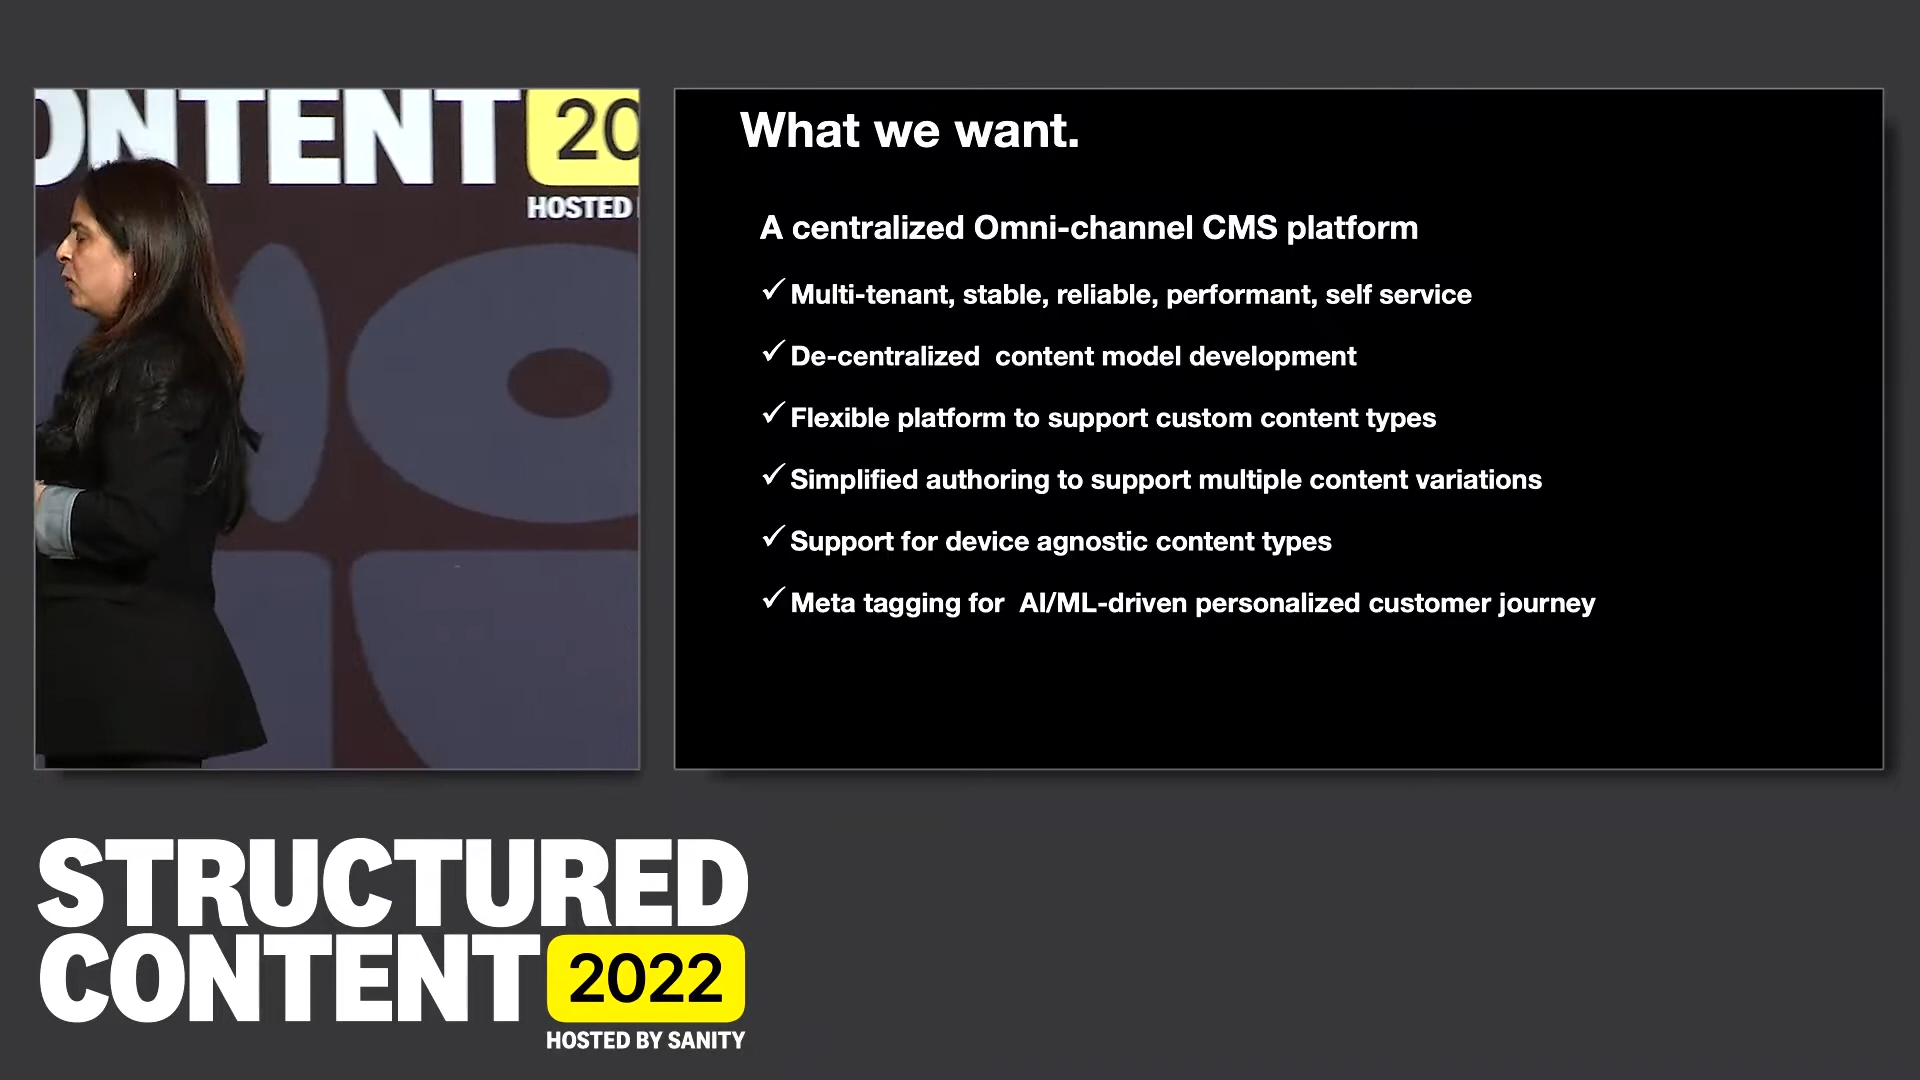 ONTENT 20
HOSTED
What we want.
A centralized Omni-channel CMS platform
✓ Multi-tenant, stable, reliable, performant, self service
✓ De-centralized content model development
✓ Flexible platform to support custom content types
✓ Simplified authoring to support multiple content variations
✓ Support for device agnostic content types
✓ Meta tagging for AI/ML-driven personalized customer journey
STRUCTURED
CONTENT 2022
HOSTED BY SANITY